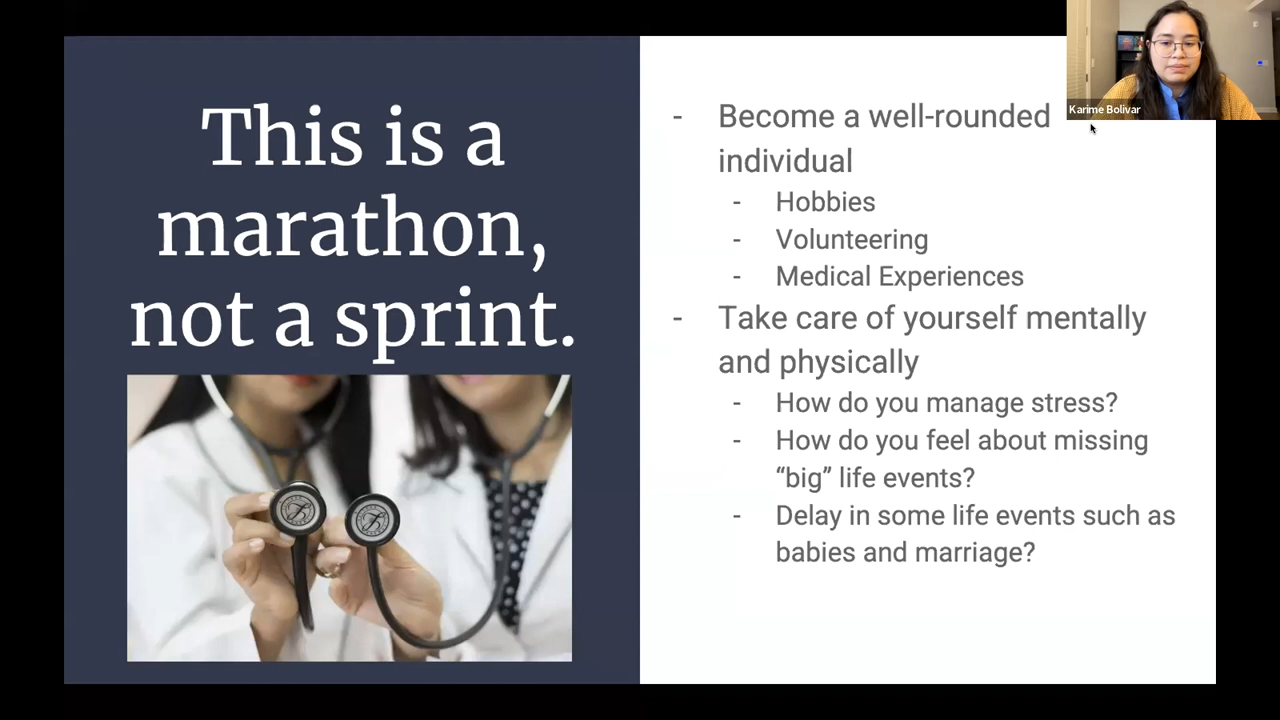 This is a
marathon,
not a sprint.
- Become a well-rounded
individual
- Hobbies
- Volunteering
- Medical Experiences
- Take care of yourself mentally
and physically
- How do you manage stress?
- How do you feel about missing
“big” life events?
- Delay in some life events such as
babies and marriage?
Karime Bolivar